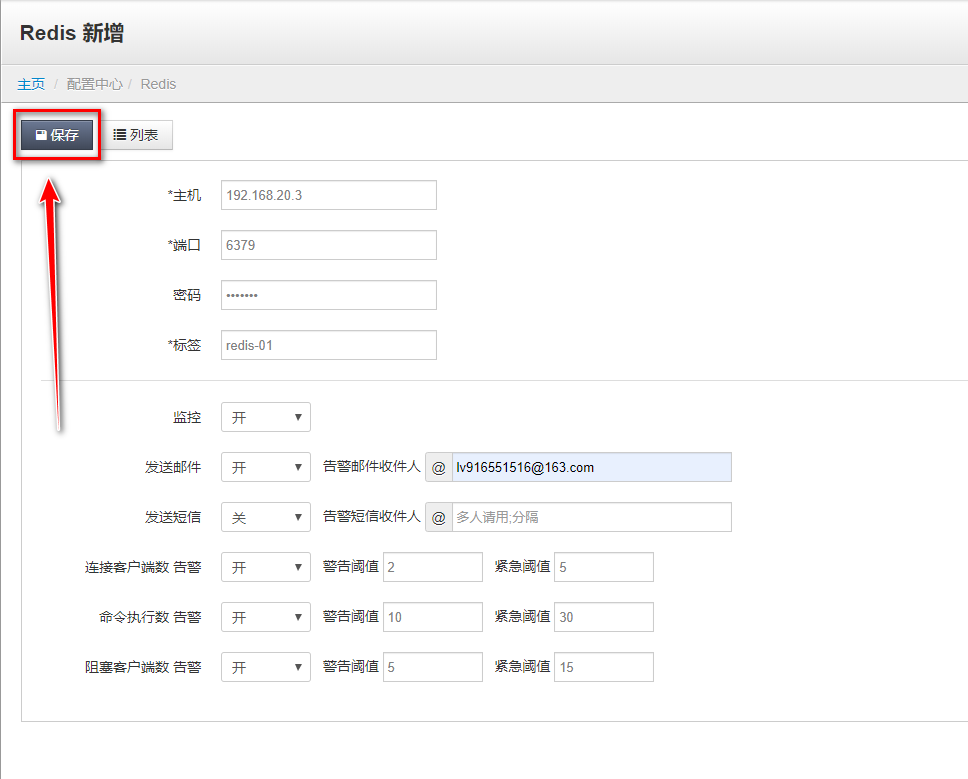 Redis 新增
主页 / 配置中心 / Redis
保存 列表
*主机 192.168.20.3
*端口 6379
密码 •••••••
*标签 redis-01
监控 开
发送邮件 开 告警邮件收件人 @ lv916551516@163.com
发送短信 关 告警短信收件人 @ 多人请用;分隔
连接客户端数 告警 开 警告阈值 2 紧急阈值 5
命令执行数 告警 开 警告阈值 10 紧急阈值 30
阻塞客户端数 告警 开 警告阈值 5 紧急阈值 15